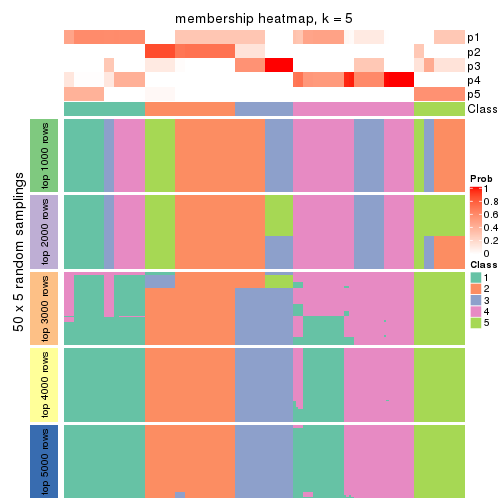 membership heatmap, k = 5
p1
p2
p3
p4
p5
Class
50 x 5 random samplings
top 1000 rows
top 2000 rows
top 3000 rows
top 4000 rows
top 5000 rows
Prob
1
0.8
0.6
0.4
0.2
0
Class
1
2
3
4
5